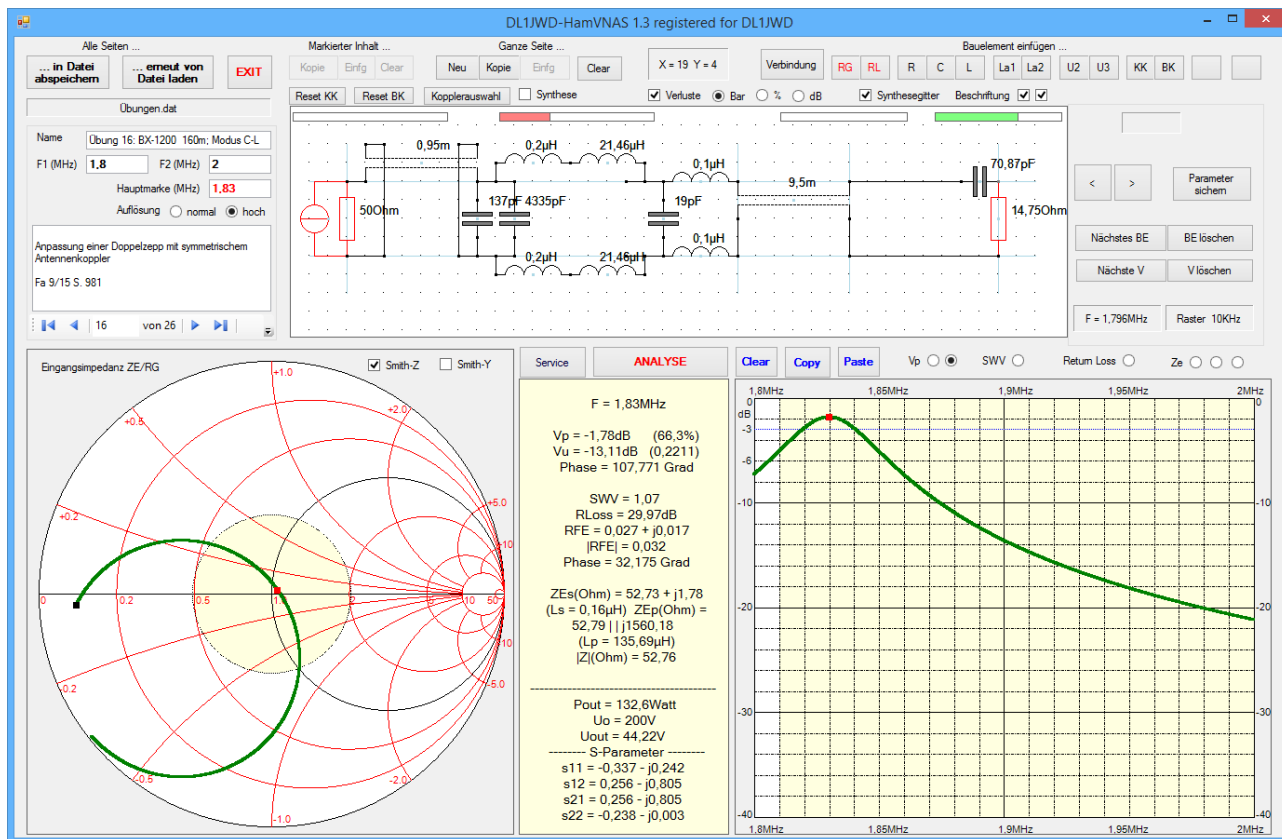 DL1JWD-HamVNAS 1.3 registered for DL1JWD
Alle Seiten ...
Markierter Inhalt ...
Ganze Seite ...
Bauelement einfügen ...
... in Datei
abspeichern
... erneut von
Datei laden
EXIT
Kopie
Einfg
Clear
Neu
Kopie
Einfg
Clear
X = 19 Y = 4
Verbindung
RG
RL
R
C
L
La1
La2
U2
U3
KK
BK
Übungen.dat
Reset KK
Reset BK
Kopplerauswahl
Synthese
Verluste
Bar
%
dB
Synthesegitter
Beschriftung
Name
Übung 16: BX-1200 160m; Modus C-L
F1 (MHz)
1,8
F2 (MHz)
2
Hauptmarke (MHz)
1,83
Auflösung
normal
hoch
Anpassung einer Doppelzepp mit symmetrischem
Antennenkoppler
Fa 9/15 S. 981
16
von 26
0,95m
0,2µH
21,46µH
0,1µH
9,5m
70,87pF
50Ohm
137pF
4335pF
19pF
14,75Ohm
0,2µH
21,46µH
0,1µH
<
>
Parameter
sichern
Nächstes BE
BE löschen
Nächste V
V löschen
F = 1,796MHz
Raster 10KHz
Eingangsimpedanz ZE/RG
Smith-Z
Smith-Y
+1.0
+0.5
+2.0
+0.2
+5.0
+10
0
0.2
0.5
1.0
2
5
10
50
-10
-0.2
-5.0
-0.5
-2.0
-1.0
Service
ANALYSE
F = 1,83MHz
Vp = -1,78dB (66,3%)
Vu = -13,11dB (0,2211)
Phase = 107,771 Grad
SWV = 1,07
RLoss = 29,97dB
RFE = 0,027 + j0,017
|RFE| = 0,032
Phase = 32,175 Grad
ZEs(Ohm) = 52,73 + j1,78
(Ls = 0,16µH) ZEp(Ohm) =
52,79 | | j1560,18
(Lp = 135,69µH)
|Z|(Ohm) = 52,76
----------------------------------------
Pout = 132,6Watt
Uo = 200V
Uout = 44,22V
-------- S-Parameter --------
s11 = -0,337 - j0,242
s12 = 0,256 - j0,805
s21 = 0,256 - j0,805
s22 = -0,238 - j0,003
Clear
Copy
Paste
Vp
SWV
Return Loss
Ze
1,8MHz
1,85MHz
1,9MHz
1,95MHz
2MHz
0
0
dB
-3
-6
-10
-10
-20
-20
-30
-30
-40
-40
1,8MHz
1,85MHz
1,9MHz
1,95MHz
2MHz